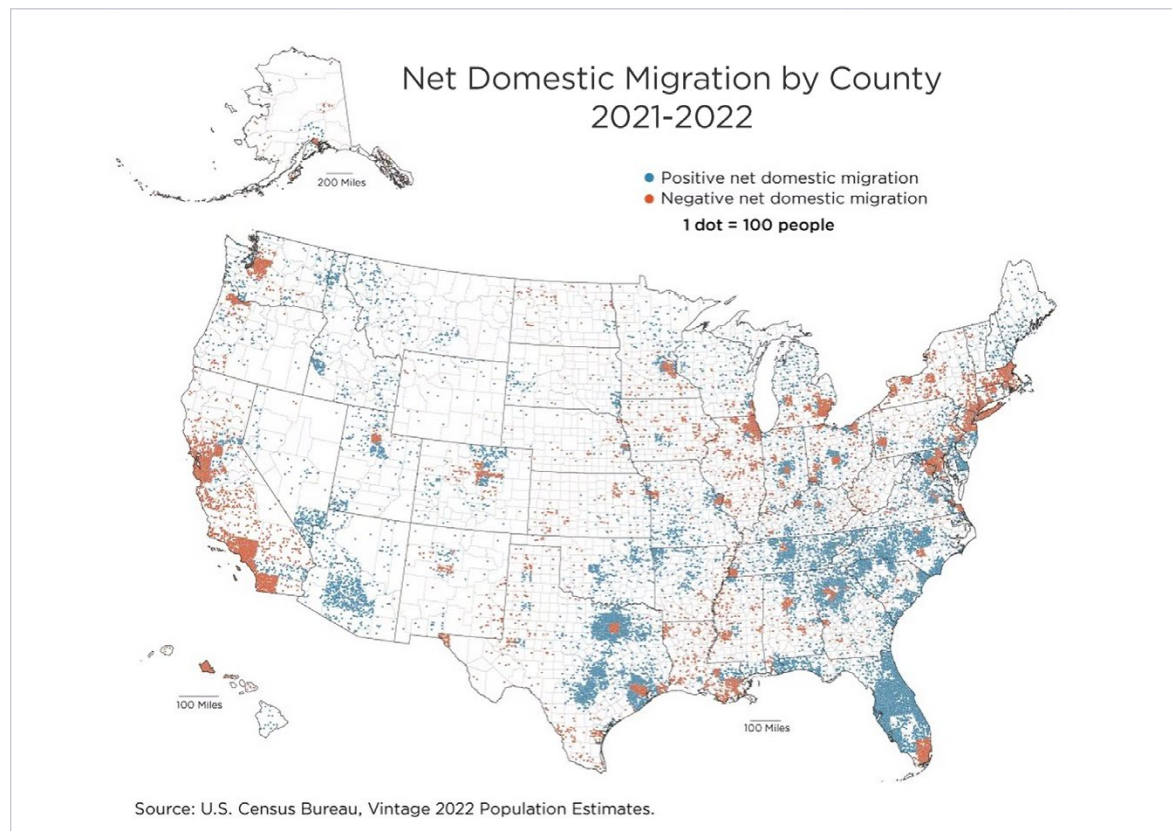 Net Domestic Migration by County
2021-2022
Positive net domestic migration
Negative net domestic migration
1 dot = 100 people
200 Miles
100 Miles
100 Miles
Source: U.S. Census Bureau, Vintage 2022 Population Estimates.